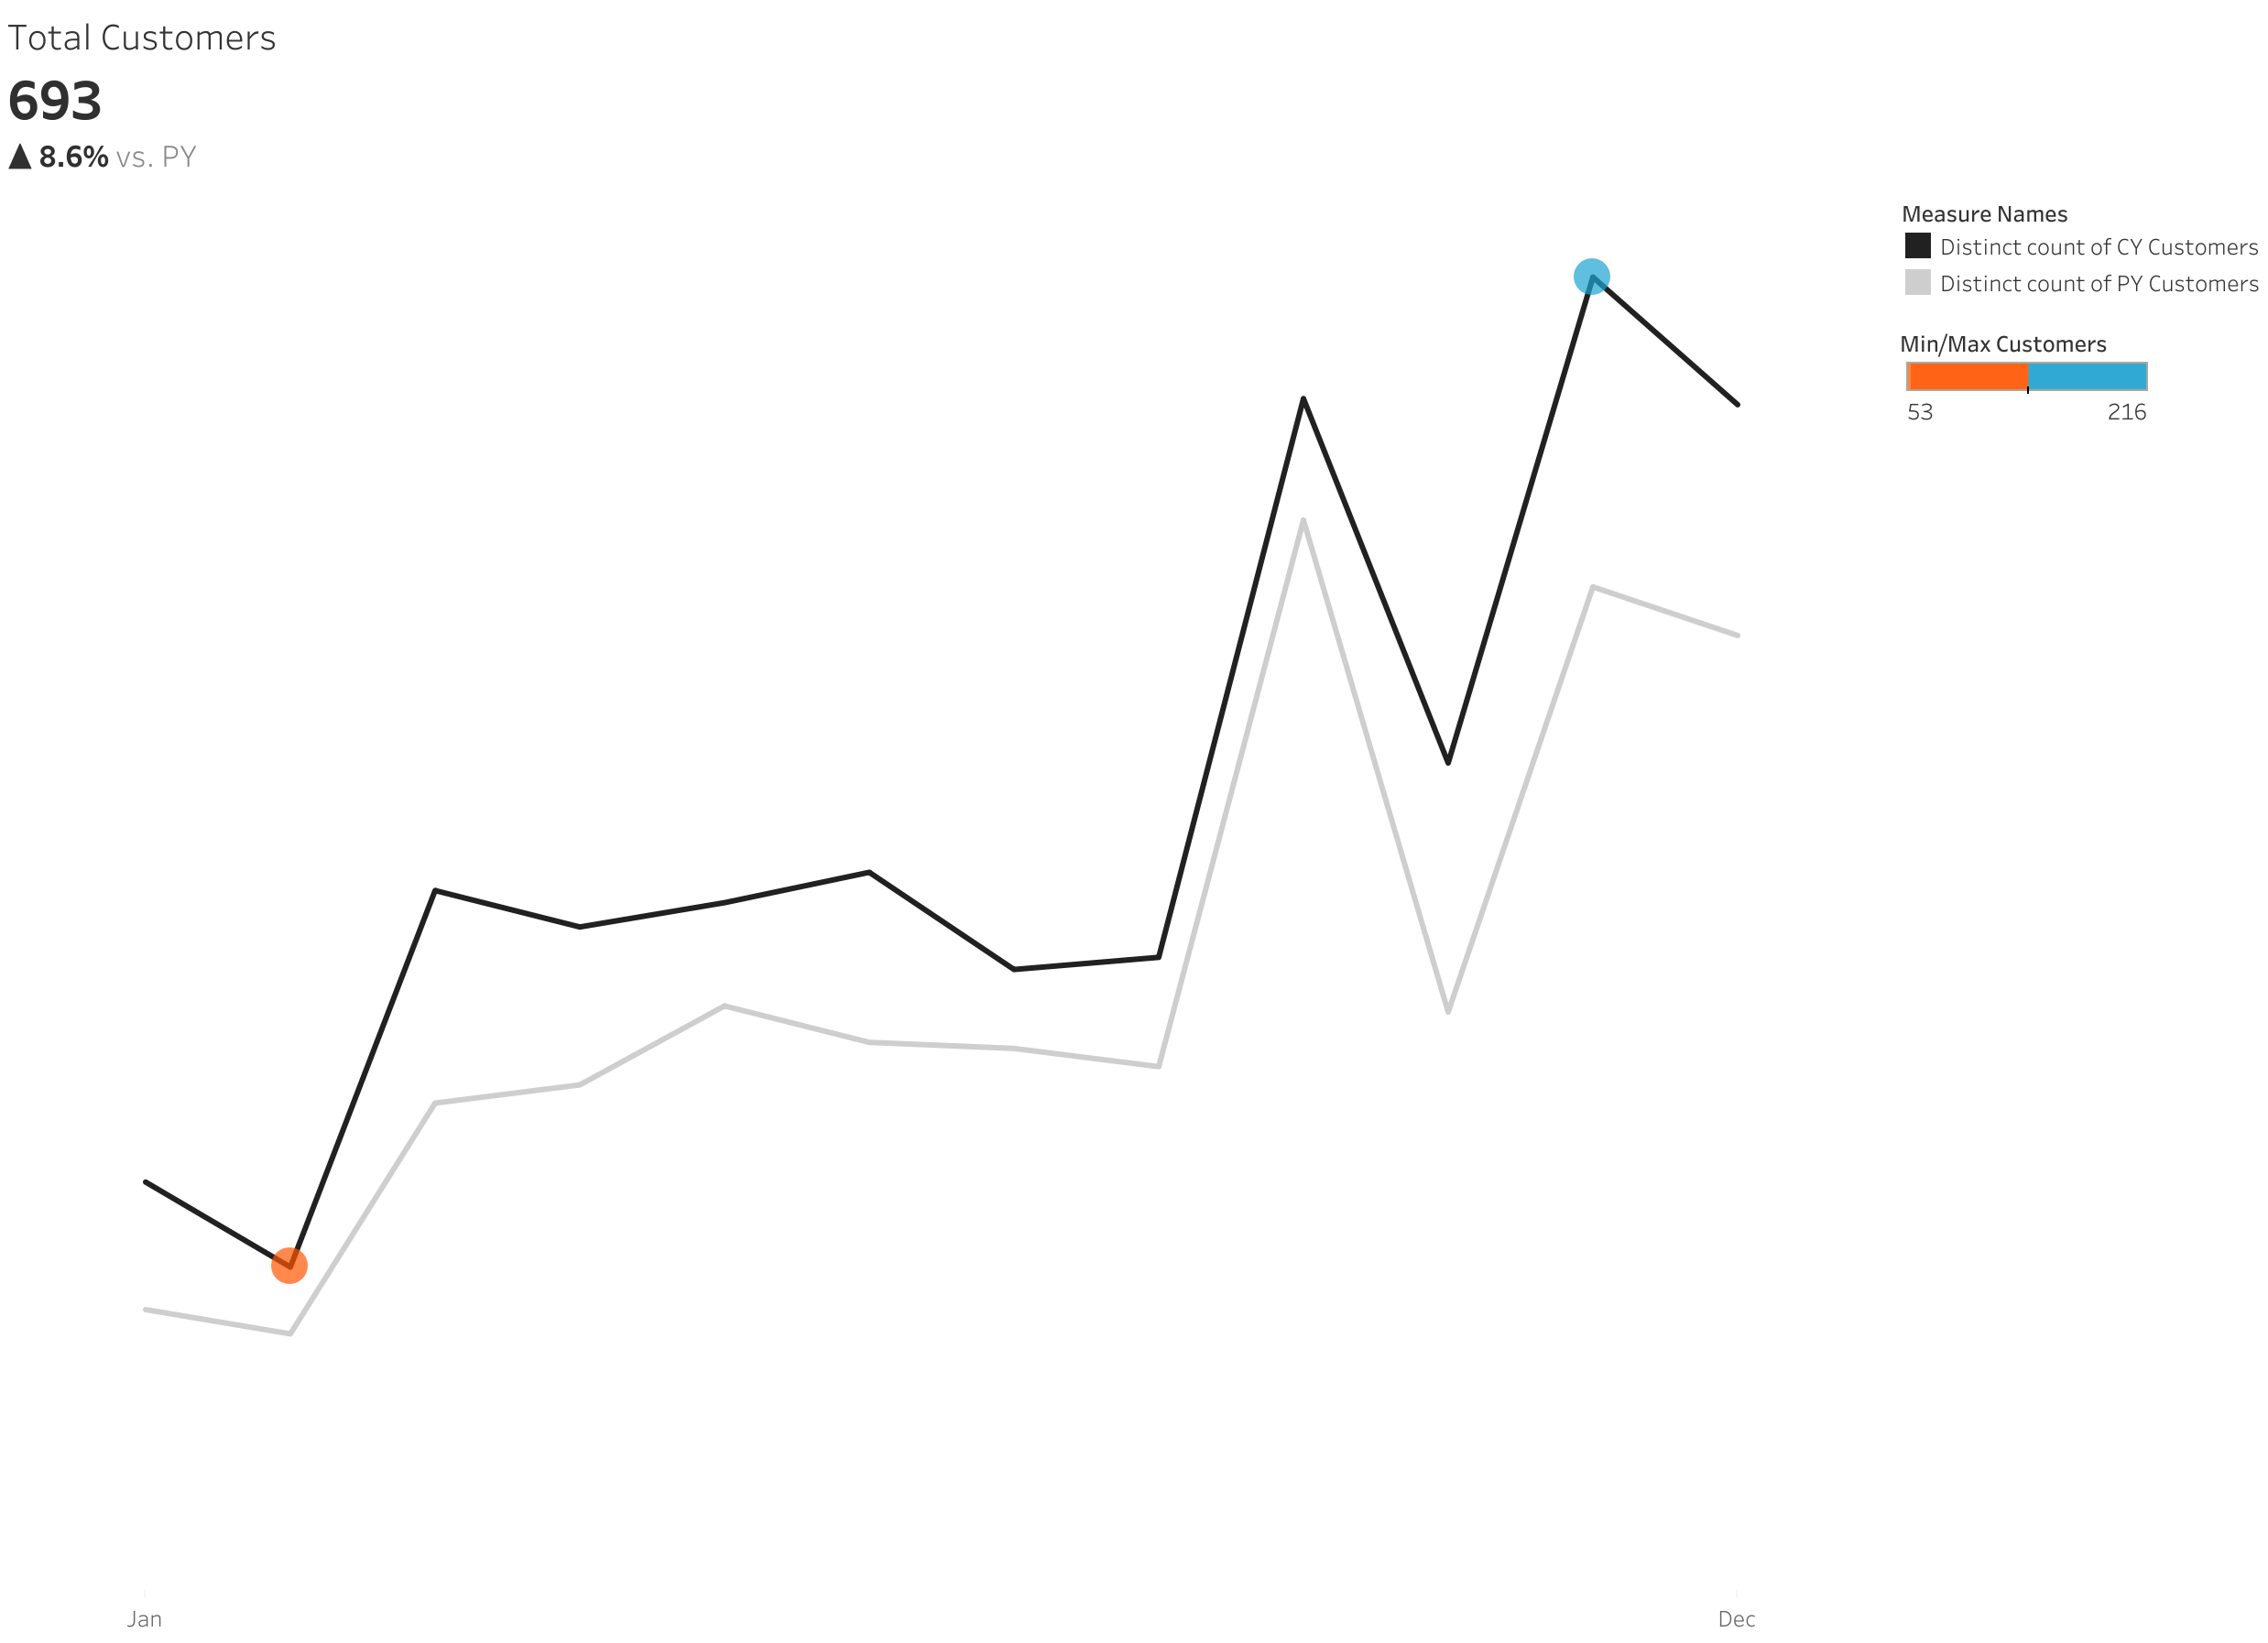 Total Customers
693
▲ 8.6% vs. PY
Measure Names
Distinct count of CY Customers
Distinct count of PY Customers
Min/Max Customers
53 216
Jan Dec